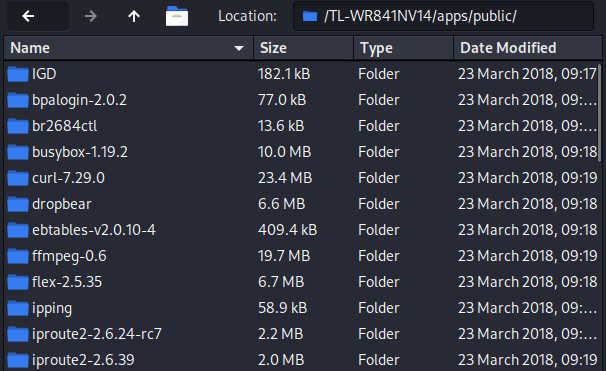 Location: /TL-WR841NV14/apps/public/
Name Size Type Date Modified
IGD 182.1 kB Folder 23 March 2018, 09:17
bpalogin-2.0.2 77.0 kB Folder 23 March 2018, 09:...
br2684ctl 13.6 kB Folder 23 March 2018, 09:...
busybox-1.19.2 10.0 MB Folder 23 March 2018, 09:18
curl-7.29.0 23.4 MB Folder 23 March 2018, 09:19
dropbear 6.6 MB Folder 23 March 2018, 09:18
ebtables-v2.0.10-4 409.4 kB Folder 23 March 2018, 09:18
ffmpeg-0.6 19.7 MB Folder 23 March 2018, 09:19
flex-2.5.35 6.7 MB Folder 23 March 2018, 09:18
ipping 58.9 kB Folder 23 March 2018, 09:...
iproute2-2.6.24-rc7 2.2 MB Folder 23 March 2018, 09:...
iproute2-2.6.39 2.0 MB Folder 23 March 2018, 09:19